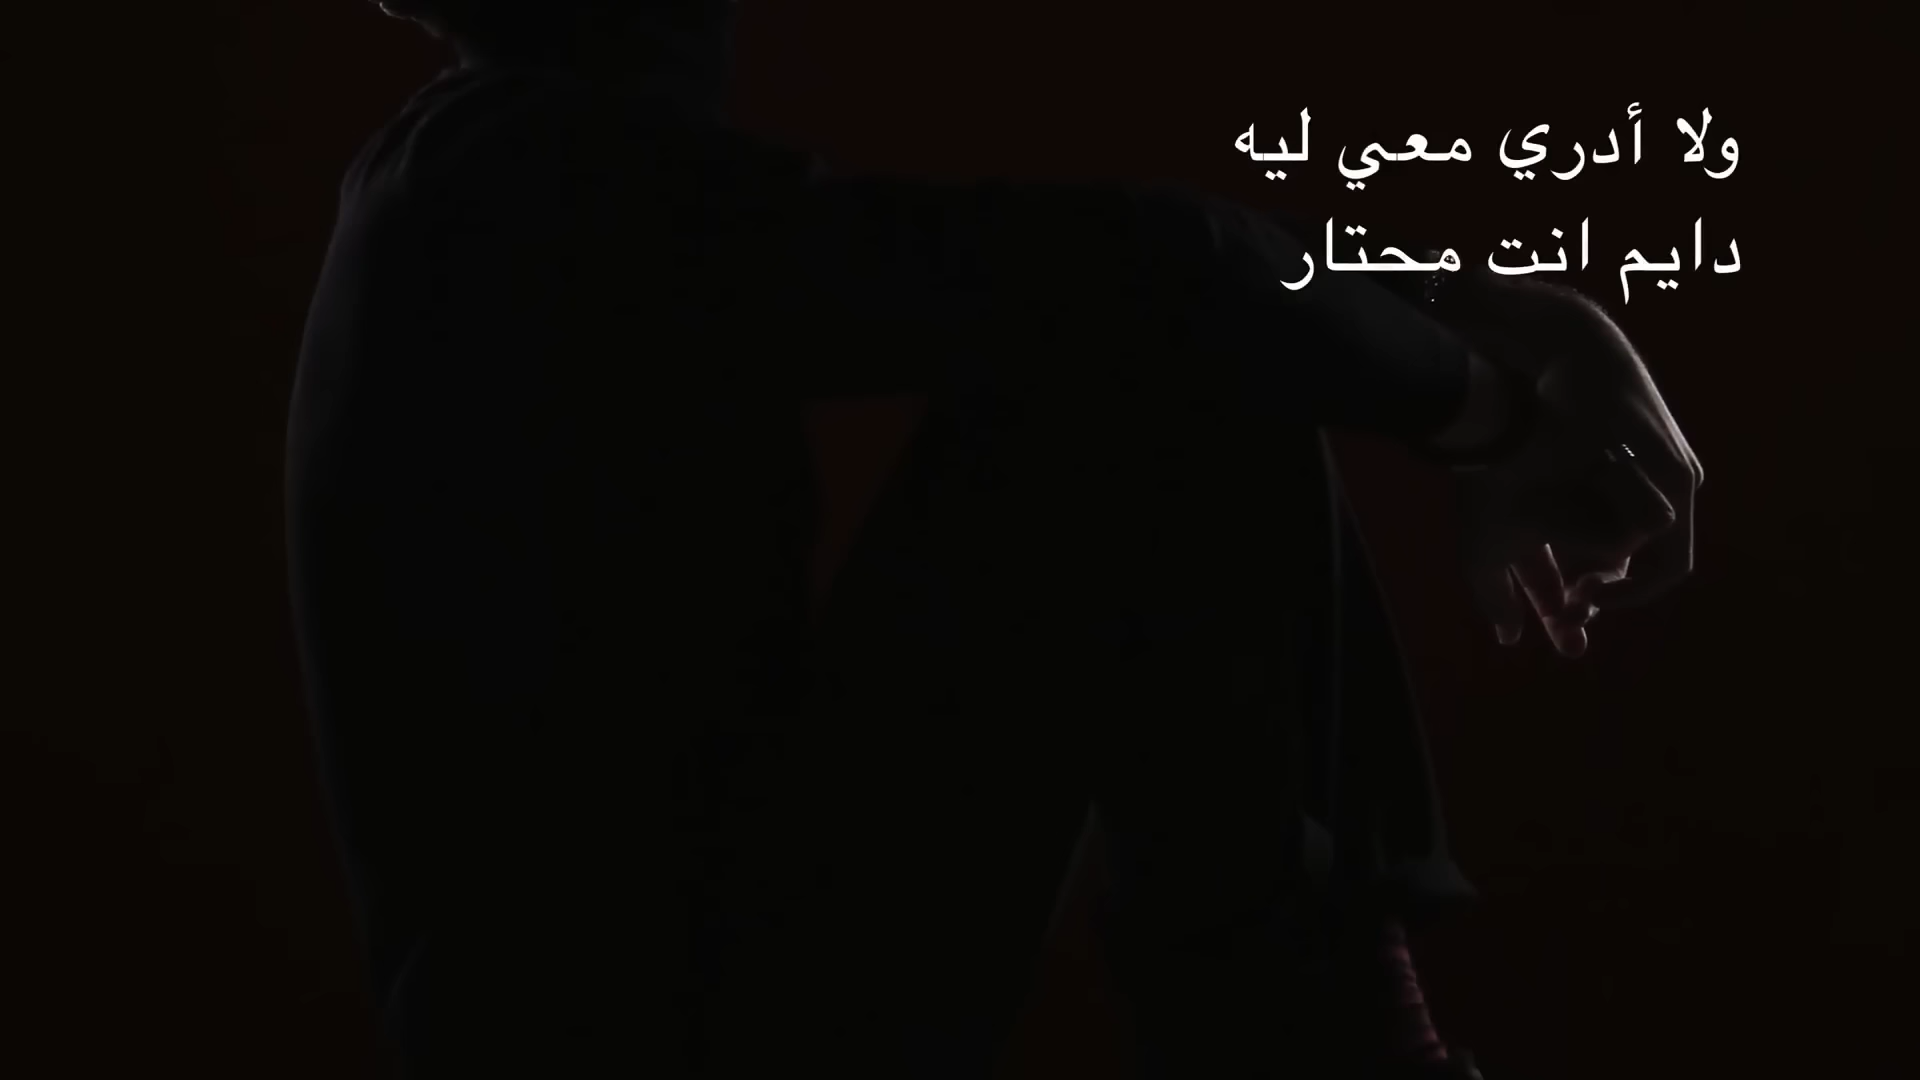 ولا أدري معي ليه
دايم انت محتار